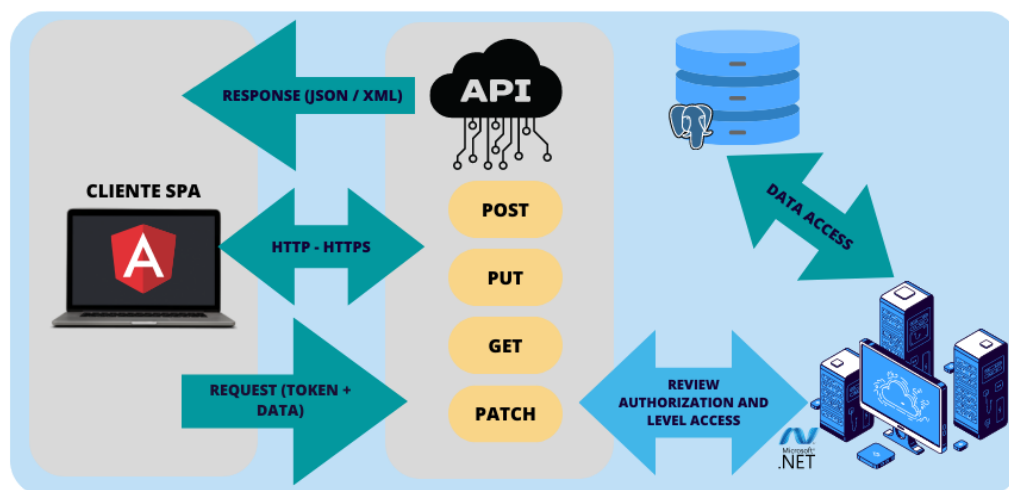 RESPONSE (JSON / XML)
API
CLIENTE SPA
A
HTTP - HTTPS
REQUEST (TOKEN +
DATA)
POST
PUT
GET
PATCH
DATA ACCESS
REVIEW
AUTHORIZATION AND
LEVEL ACCESS
Microsoft®
.NET